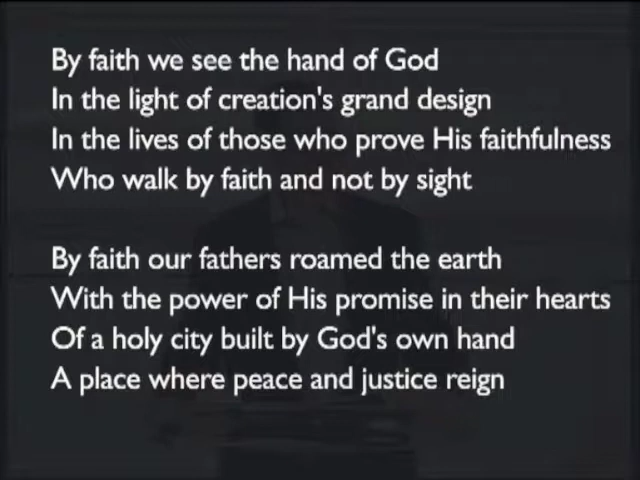 By faith we see the hand of God
In the light of creation's grand design
In the lives of those who prove His faithfulness
Who walk by faith and not by sight
By faith our fathers roamed the earth
With the power of His promise in their hearts
Of a holy city built by God's own hand
A place where peace and justice reign